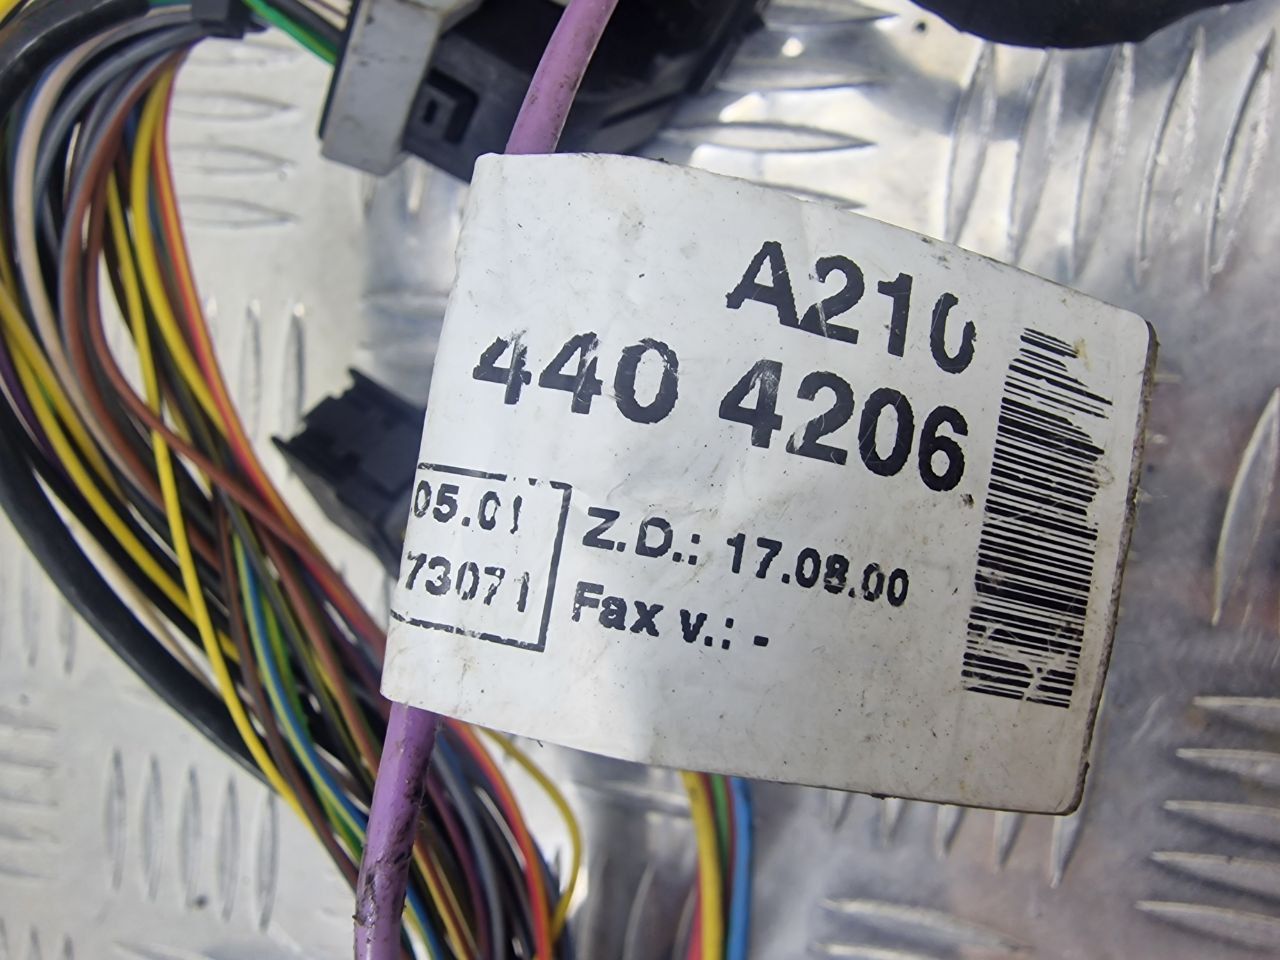 A210
440 4206
05.01
73071
Z.D.: 17.08.00
Fax v.: -